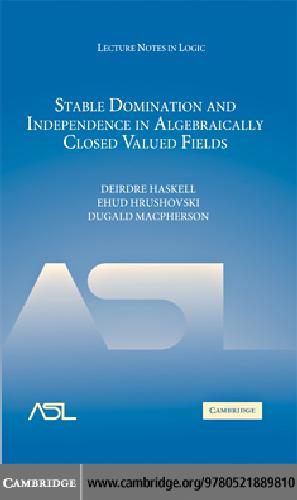 LECTURE NOTES IN LOGIC
STABLE DOMINATION AND
INDEPENDENCE IN ALGEBRAICALLY
CLOSED VALUED FIELDS
DEIRDRE HASKELL
EHUD HRUSHOVSKI
DUGALD MACPHERSON
ASL
ASL
CAMBRIDGE
CAMBRIDGE www.cambridge.org/9780521889810